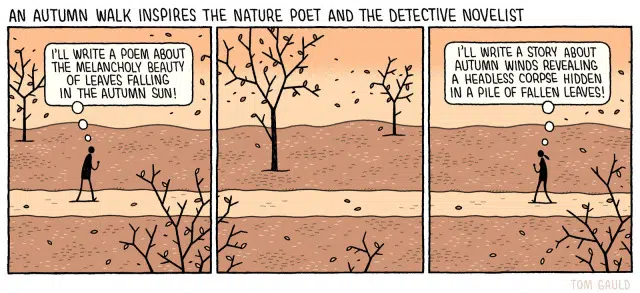 AN AUTUMN WALK INSPIRES THE NATURE POET AND THE DETECTIVE NOVELIST
I'LL WRITE A POEM ABOUT
THE MELANCHOLY BEAUTY
OF LEAVES FALLING
IN THE AUTUMN SUN!
I'LL WRITE A STORY ABOUT
AUTUMN WINDS REVEALING
A HEADLESS CORPSE HIDDEN
IN A PILE OF FALLEN LEAVES!
TOM GAULD